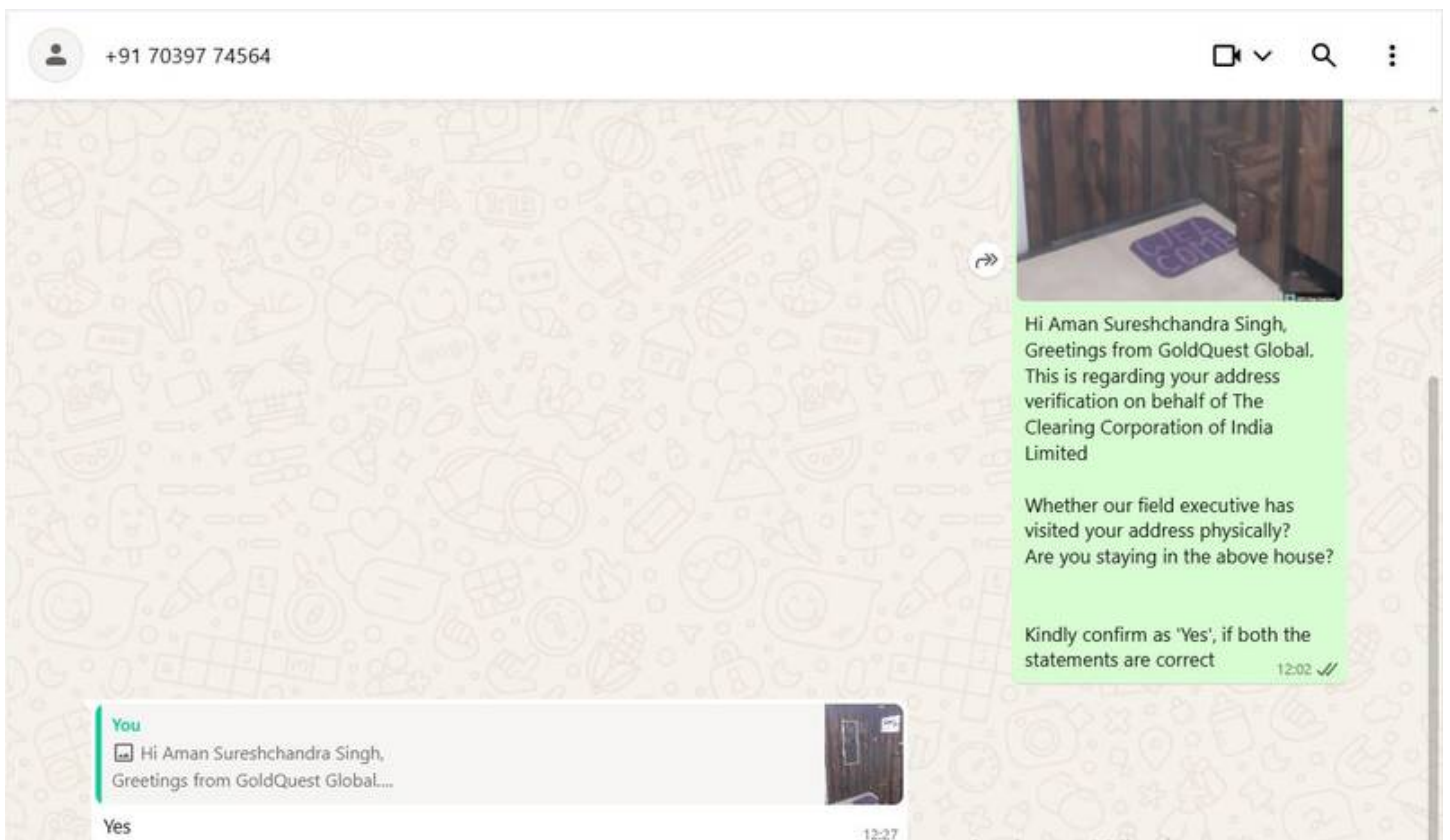 +91 70397 74564
WEL
COME
Hi Aman Sureshchandra Singh,
Greetings from GoldQuest Global.
This is regarding your address
verification on behalf of The
Clearing Corporation of India
Limited
Whether our field executive has
visited your address physically?
Are you staying in the above house?
Kindly confirm as 'Yes', if both the
statements are correct
12:02
You
Hi Aman Sureshchandra Singh,
Greetings from GoldQuest Global....
Yes
12:27